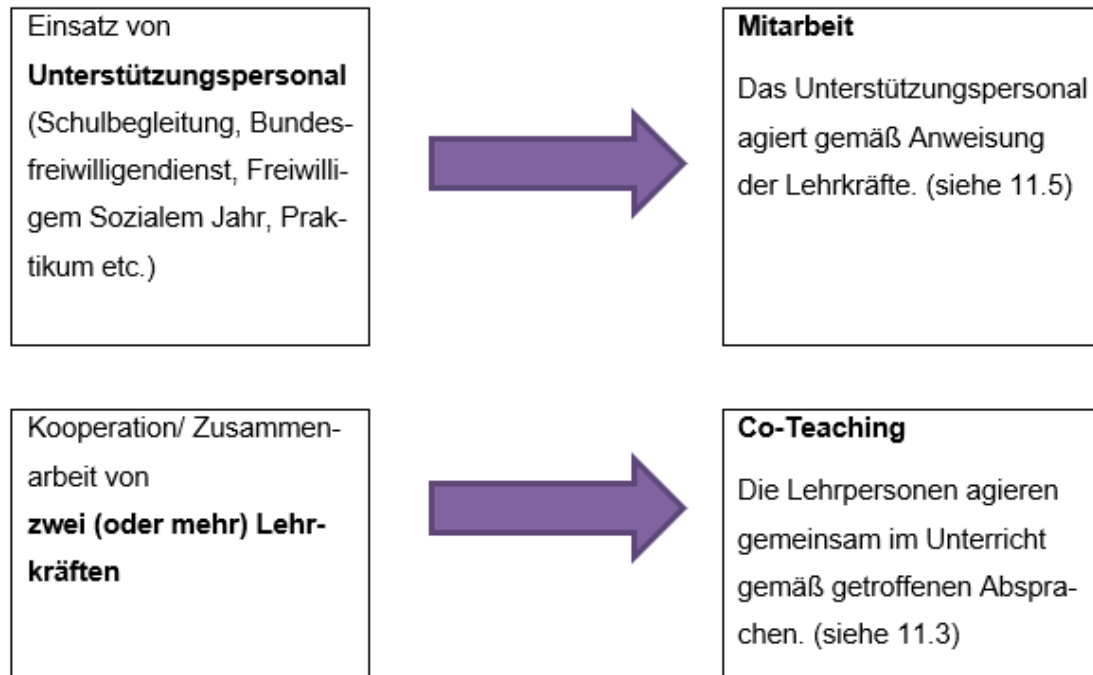 Einsatz von
Unterstützungspersonal
(Schulbegleitung, Bundes-
freiwilligendienst, Freiwilli-
gem Sozialem Jahr, Prak-
tikum etc.)
Mitarbeit
Das Unterstützungspersonal
agiert gemäß Anweisung
der Lehrkräfte. (siehe 11.5)
Kooperation/ Zusammen-
arbeit von
zwei (oder mehr) Lehr-
kräften
Co-Teaching
Die Lehrpersonen agieren
gemeinsam im Unterricht
gemäß getroffenen Abspra-
chen. (siehe 11.3)